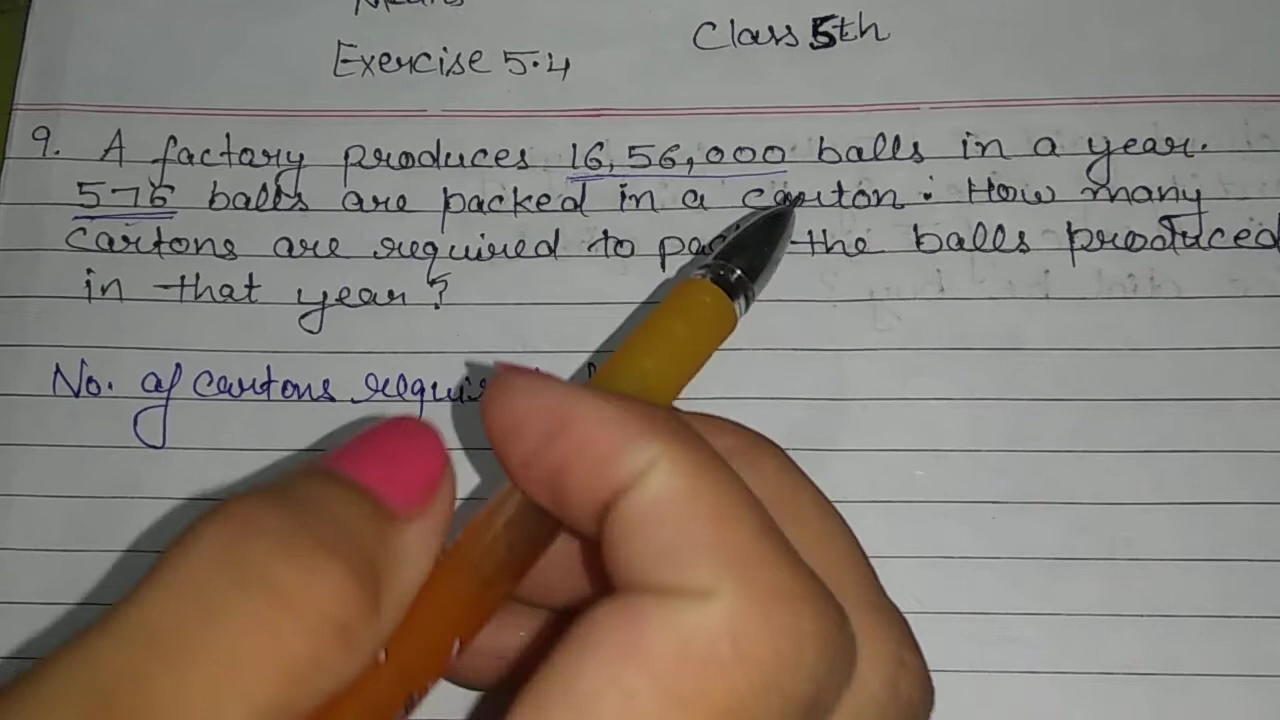 Class 5th
Exercise 5.4
9. A factory produces 16,56,000 balls in a year.
576 balls are packed in a carton. How many
cartons are required to the balls produced
in that year?
No. of cartons